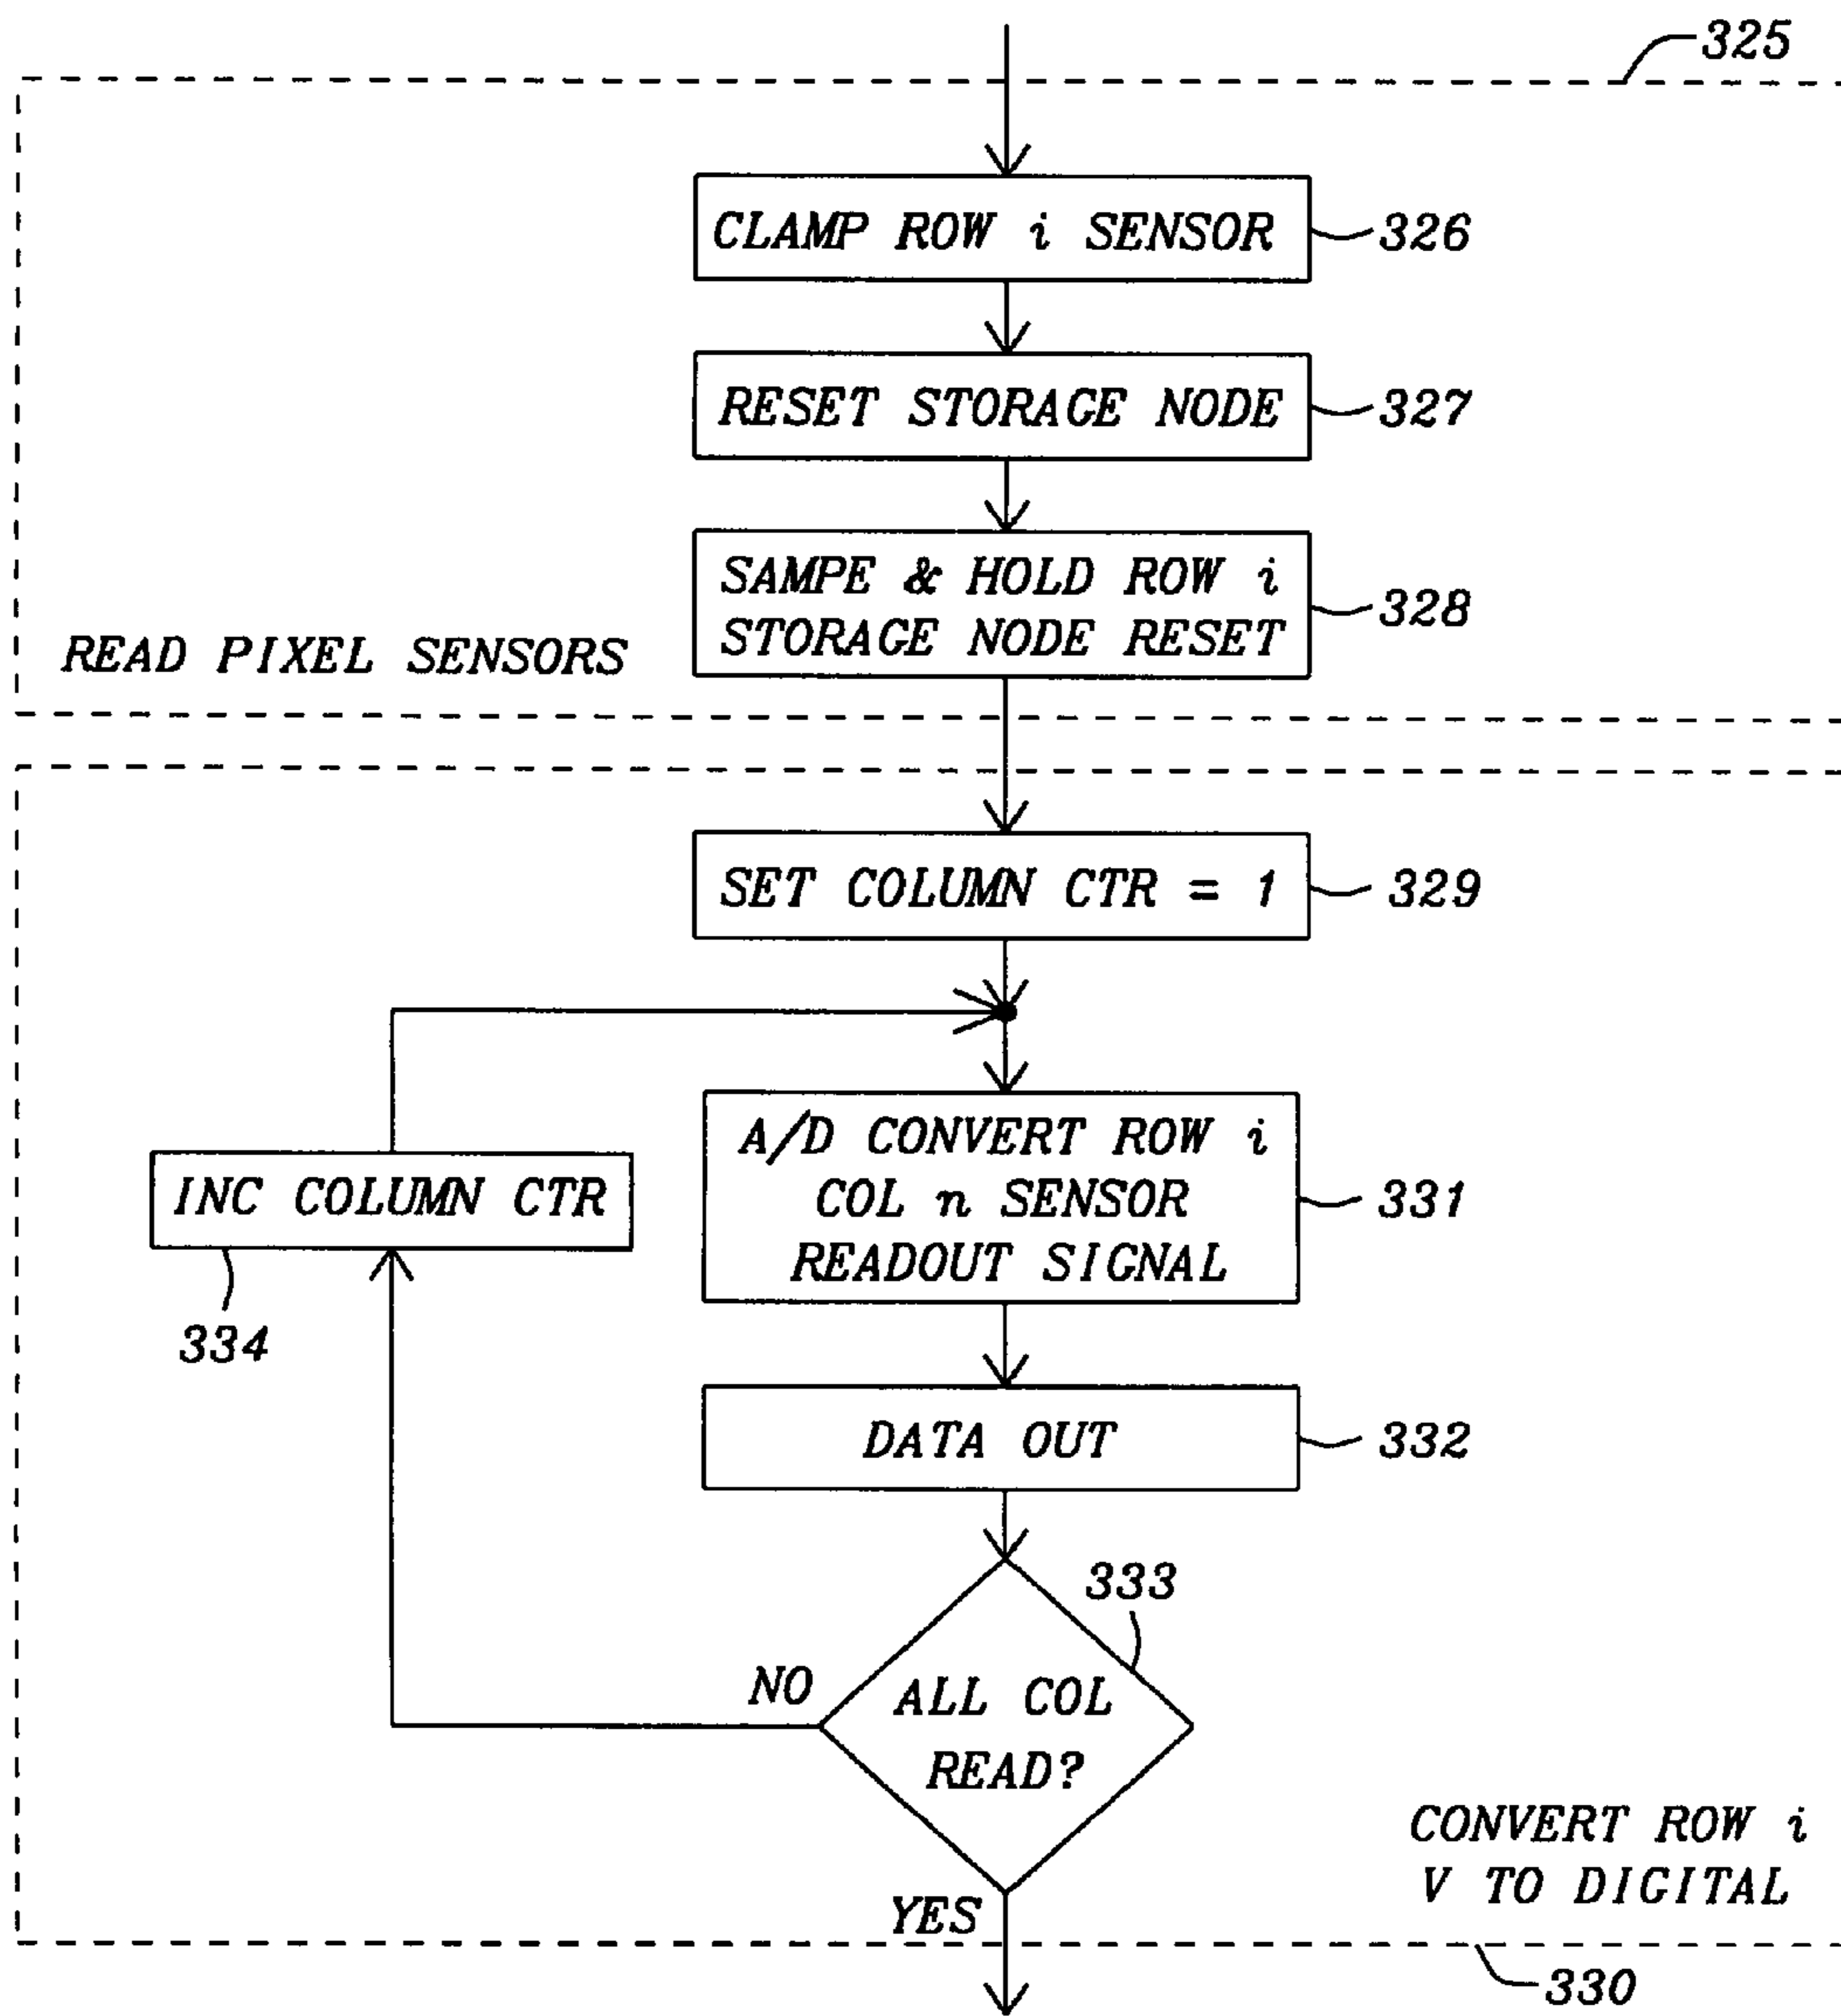 325
CLAMP ROW i SENSOR
326
RESET STORAGE NODE
327
SAMPE & HOLD ROW i
STORAGE NODE RESET
328
READ PIXEL SENSORS
SET COLUMN CTR = 1
329
A/D CONVERT ROW i
COL n SENSOR
READOUT SIGNAL
331
INC COLUMN CTR
334
DATA OUT
332
333
NO
ALL COL
READ?
YES
CONVERT ROW i
V TO DIGITAL
330